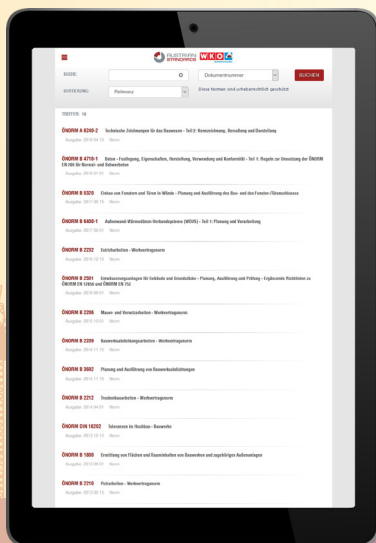 AUSTRIAN STANDARDS WKO
SUCHE: Dokumentnummer SUCHEN
SORTIERUNG: Relevanz Diese Normen sind urheberrechtlich geschützt
TREFFER: 16
ÖNORM A 6240-2 Technische Zeichnungen für das Bauwesen - Teil 2: Kennzeichnung, Bemaßung und Darstellung
Norm
ÖNORM B 4710-1 Beton - Festlegung, Eigenschaften, Herstellung, Verwendung und Konformität - Teil 1: Regeln zur Umsetzung der ÖNORM
EN 206 für Normal- und Schwerbeton
Norm
ÖNORM B 5320 Einbau von Fenstern und Türen in Wände - Planung und Ausführung des Bau- und des Fenster-/Türanschlusses
Norm
ÖNORM B 6400-1 Außenwand-Wärmedämm-Verbundsysteme (WDVS) - Teil 1: Planung und Verarbeitung
Norm
ÖNORM B 2232 Estricharbeiten - Werkvertragsnorm
Norm
ÖNORM B 2501 Entwässerungsanlagen für Gebäude und Grundstücke - Planung, Ausführung und Prüfung - Ergänzende Richtlinien zu
ÖNORM EN 12056 und ÖNORM EN 752
Norm
ÖNORM B 2206 Mauer- und Versetzarbeiten - Werkvertragsnorm
Norm
ÖNORM B 2209 Bauwerksabdichtungsarbeiten - Werkvertragsnorm
Norm
ÖNORM B 3692 Planung und Ausführung von Bauwerksabdichtungen
Norm
ÖNORM B 2212 Trockenbauarbeiten - Werkvertragsnorm
Norm
ÖNORM DIN 18202 Toleranzen im Hochbau - Bauwerke
Norm
ÖNORM B 1800 Ermittlung von Flächen und Rauminhalten von Bauwerken und zugehörigen Außenanlagen
Norm
ÖNORM B 2210 Putzarbeiten - Werkvertragsnorm
Norm